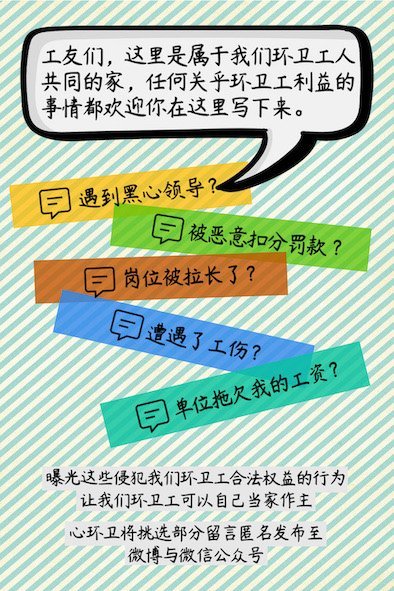 工友们，这里是属于我们环卫工人
共同的家，任何关乎环卫工利益的
事情都欢迎你在这里写下来。
遇到黑心领导？
被恶意扣分罚款？
岗位被拉长了？
遭遇了工伤？
单位拖欠我的工资？
曝光这些侵犯我们环卫工合法权益的行为
让我们环卫工可以自己当家作主
心环卫将挑选部分留言匿名发布至
微博与微信公众号